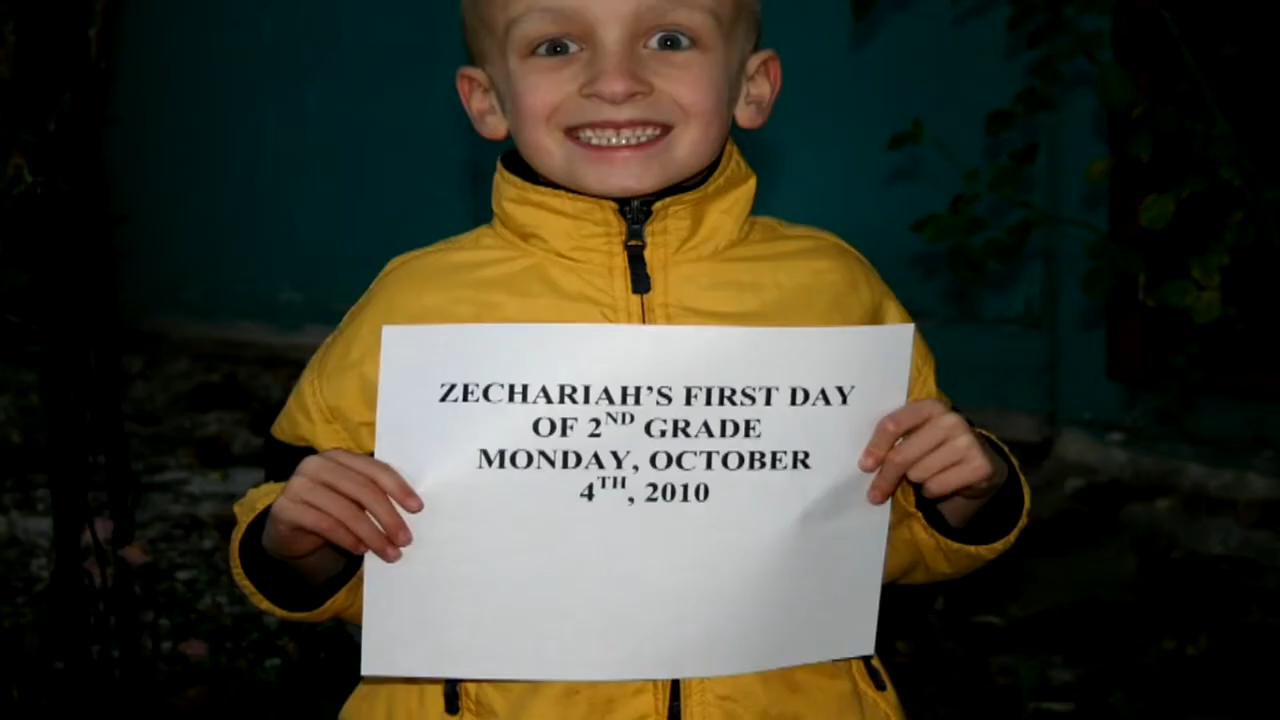 ZECHARIAH'S FIRST DAY
OF 2ND GRADE
MONDAY, OCTOBER
4TH, 2010